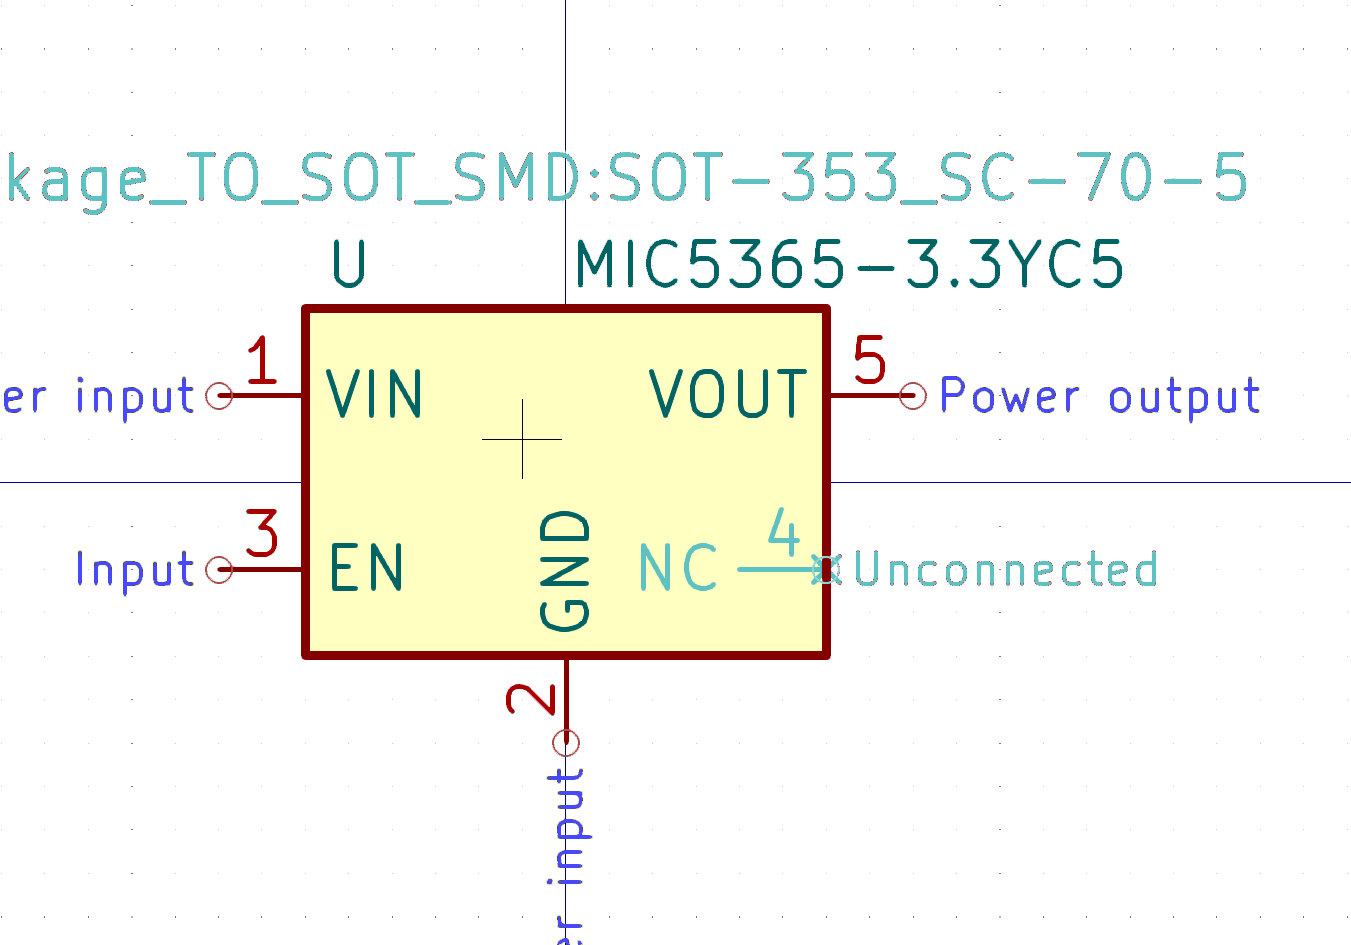 kage_TO_SOT_SMD:SOT-353_SC-70-5
U MIC5365-3.3YC5
1 5
er input VIN VOUT Power output
3 4
Input EN GND NC Unconnected
2
er input